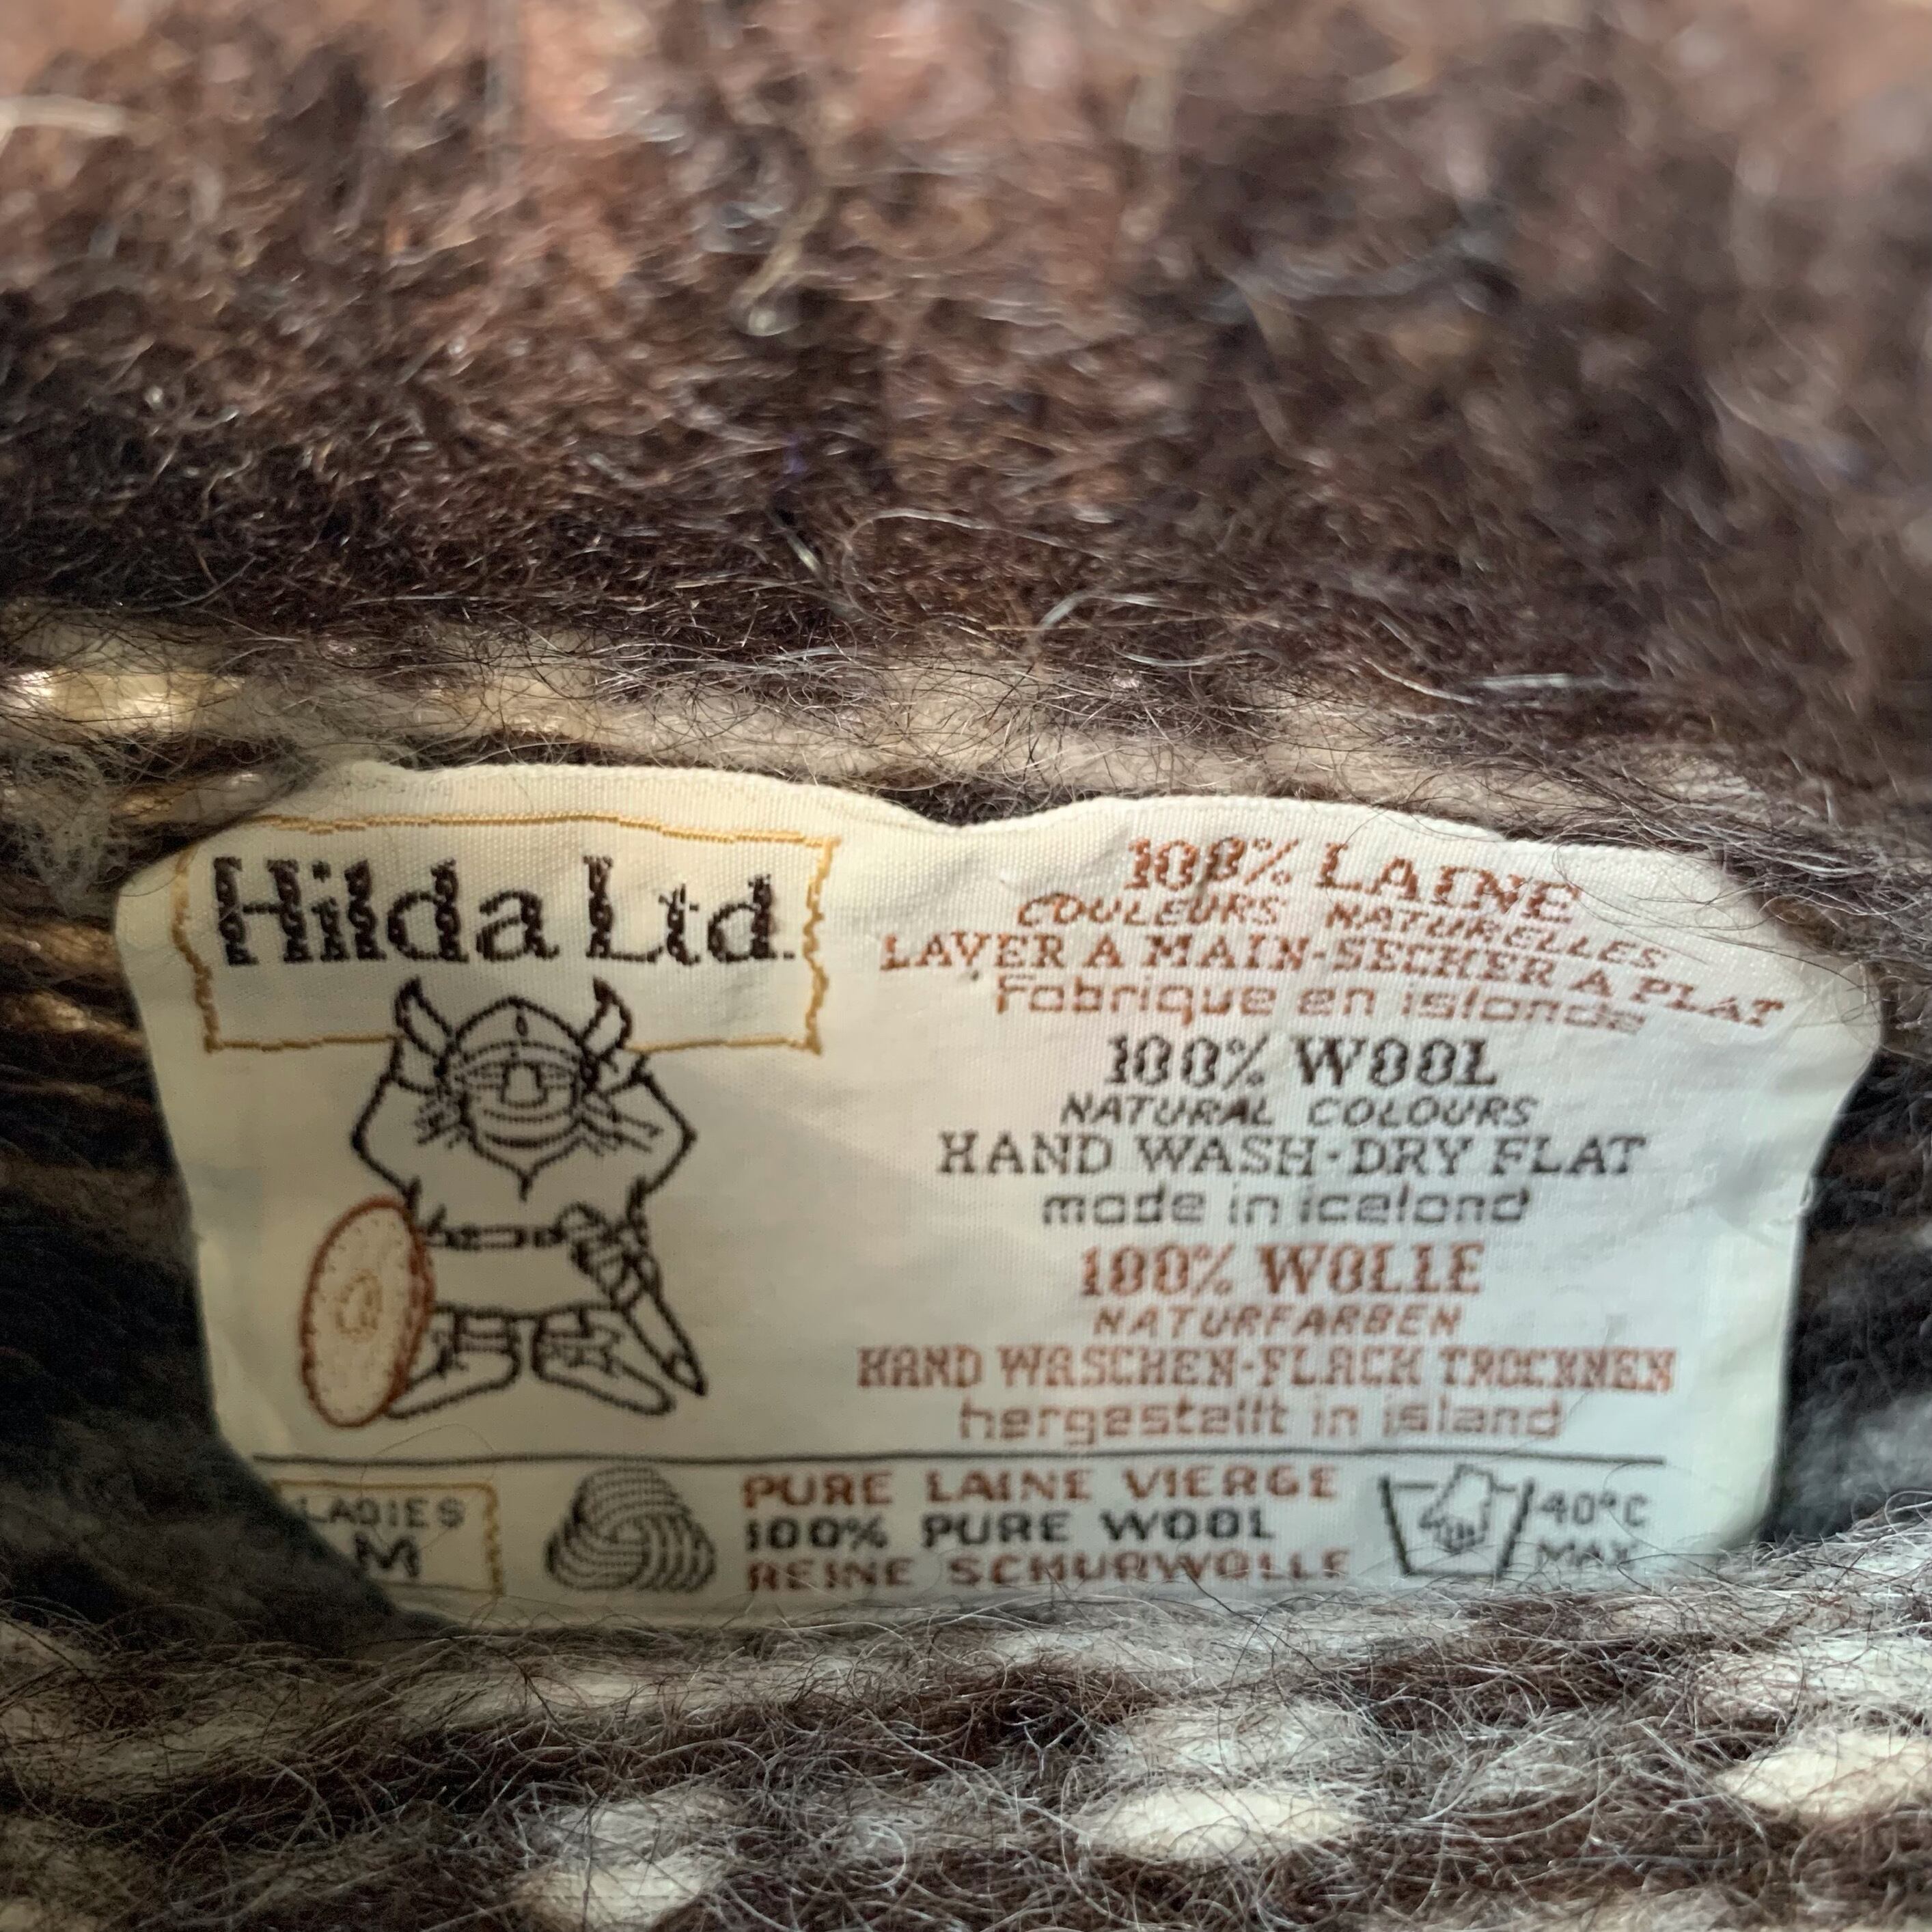 Hilda Ltd.
100% LAINE
COULEURS NATURELLES
LAVER A MAIN-SECHER A PLAT
Fabrique en islande
100% WOOL
NATURAL COLOURS
HAND WASH-DRY FLAT
made in iceland
100% WOLLE
NATURFARBEN
HAND WASCHEN-FLACH TROCKNEN
hergestellt in island
LADIES
M
PURE LAINE VIERGE
100% PURE WOOL
REINE SCHURWOLLE
40°C
MAX